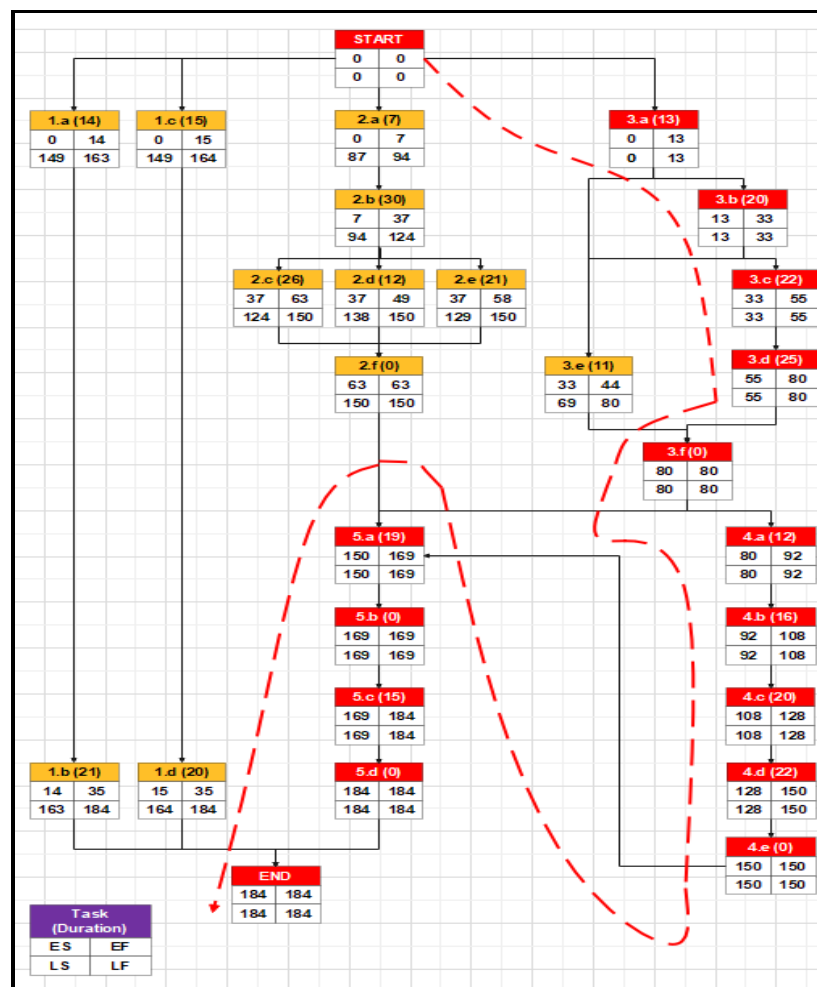 START
0 0
0 0
1.a (14) 1.c (15) 2.a (7) 3.a (13)
0 14 0 15 0 7 0 13
149 163 149 164 87 94 0 13
2.b (30) 3.b (20)
7 37 13 33
94 124 13 33
2.c (26) 2.d (12) 2.e (21) 3.c (22)
37 63 37 49 37 58 33 55
124 150 138 150 129 150 33 55
2.f (0) 3.e (11) 3.d (25)
63 63 33 44 55 80
150 150 69 80 55 80
3.f (0)
80 80
80 80
5.a (19) 4.a (12)
150 169 80 92
150 169 80 92
5.b (0) 4.b (16)
169 169 92 108
169 169 92 108
5.c (15) 4.c (20)
169 184 108 128
169 184 108 128
1.b (21) 1.d (20) 5.d (0) 4.d (22)
14 35 15 35 184 184 128 150
163 184 164 184 184 184 128 150
4.e (0)
150 150
150 150
END
184 184
184 184
Task
(Duration)
ES EF
LS LF